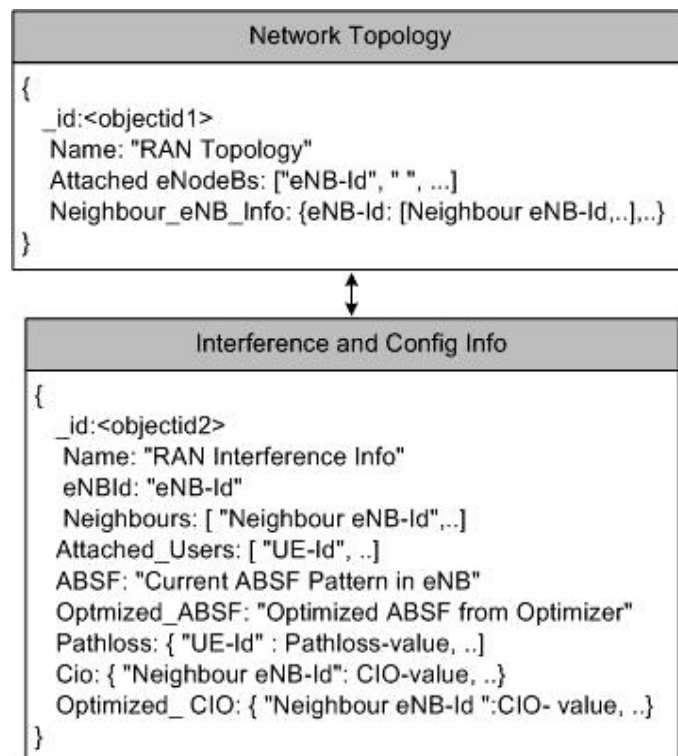 Network Topology
{
_id:<objectid1>
Name: "RAN Topology"
Attached eNodeBs: ["eNB-Id", " ", ...]
Neighbour_eNB_Info: {eNB-Id: [Neighbour eNB-Id,..],..}
}
Interference and Config Info
{
_id:<objectid2>
Name: "RAN Interference Info"
eNBId: "eNB-Id"
Neighbours: [ "Neighbour eNB-Id",..]
Attached_Users: [ "UE-Id", ..]
ABSF: "Current ABSF Pattern in eNB"
Optmized_ABSF: "Optimized ABSF from Optimizer"
Pathloss: { "UE-Id" : Pathloss-value, ..]
Cio: { "Neighbour eNB-Id": CIO-value, ..}
Optimized_ CIO: { "Neighbour eNB-Id ":CIO- value, ..}
}